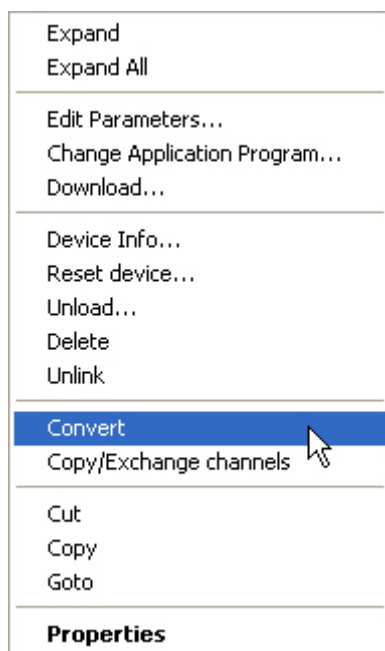 Expand
Expand All
Edit Parameters...
Change Application Program...
Download...
Device Info...
Reset device...
Unload...
Delete
Unlink
Convert
Copy/Exchange channels
Cut
Copy
Goto
Properties